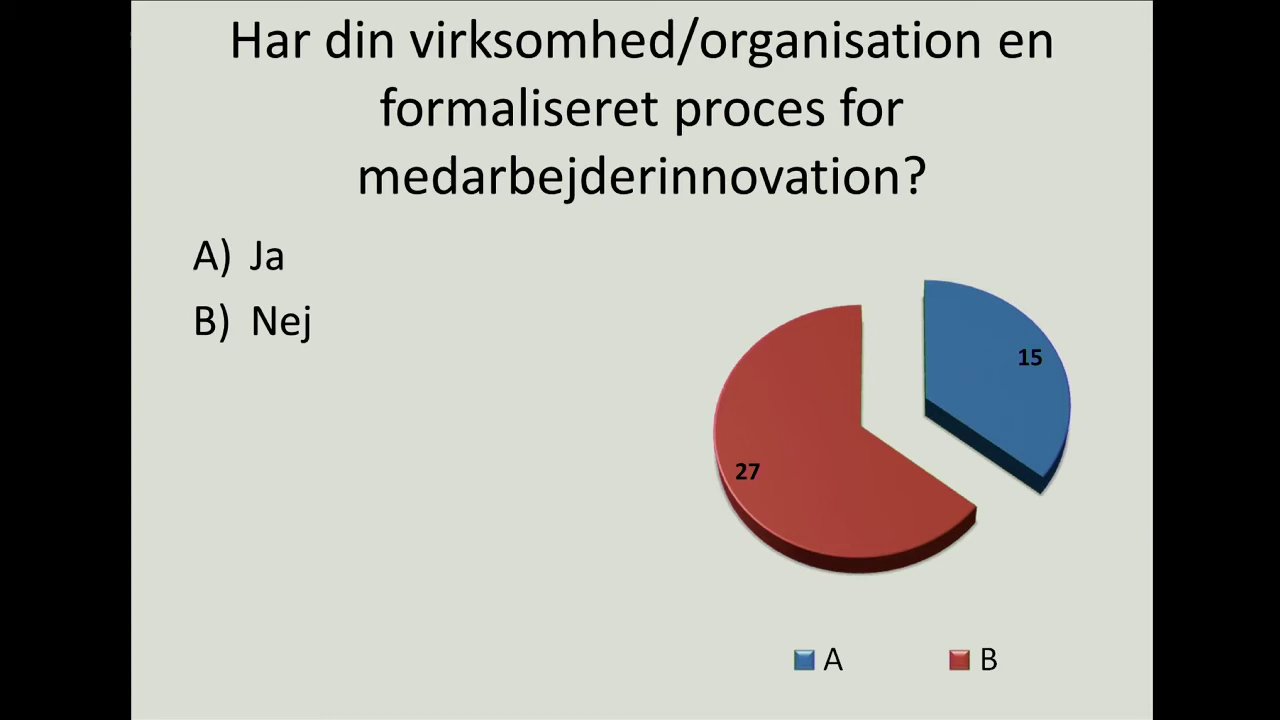 Har din virksomhed/organisation en
formaliseret proces for
medarbejderinnovation?
A) Ja
B) Nej
15
27
A
B